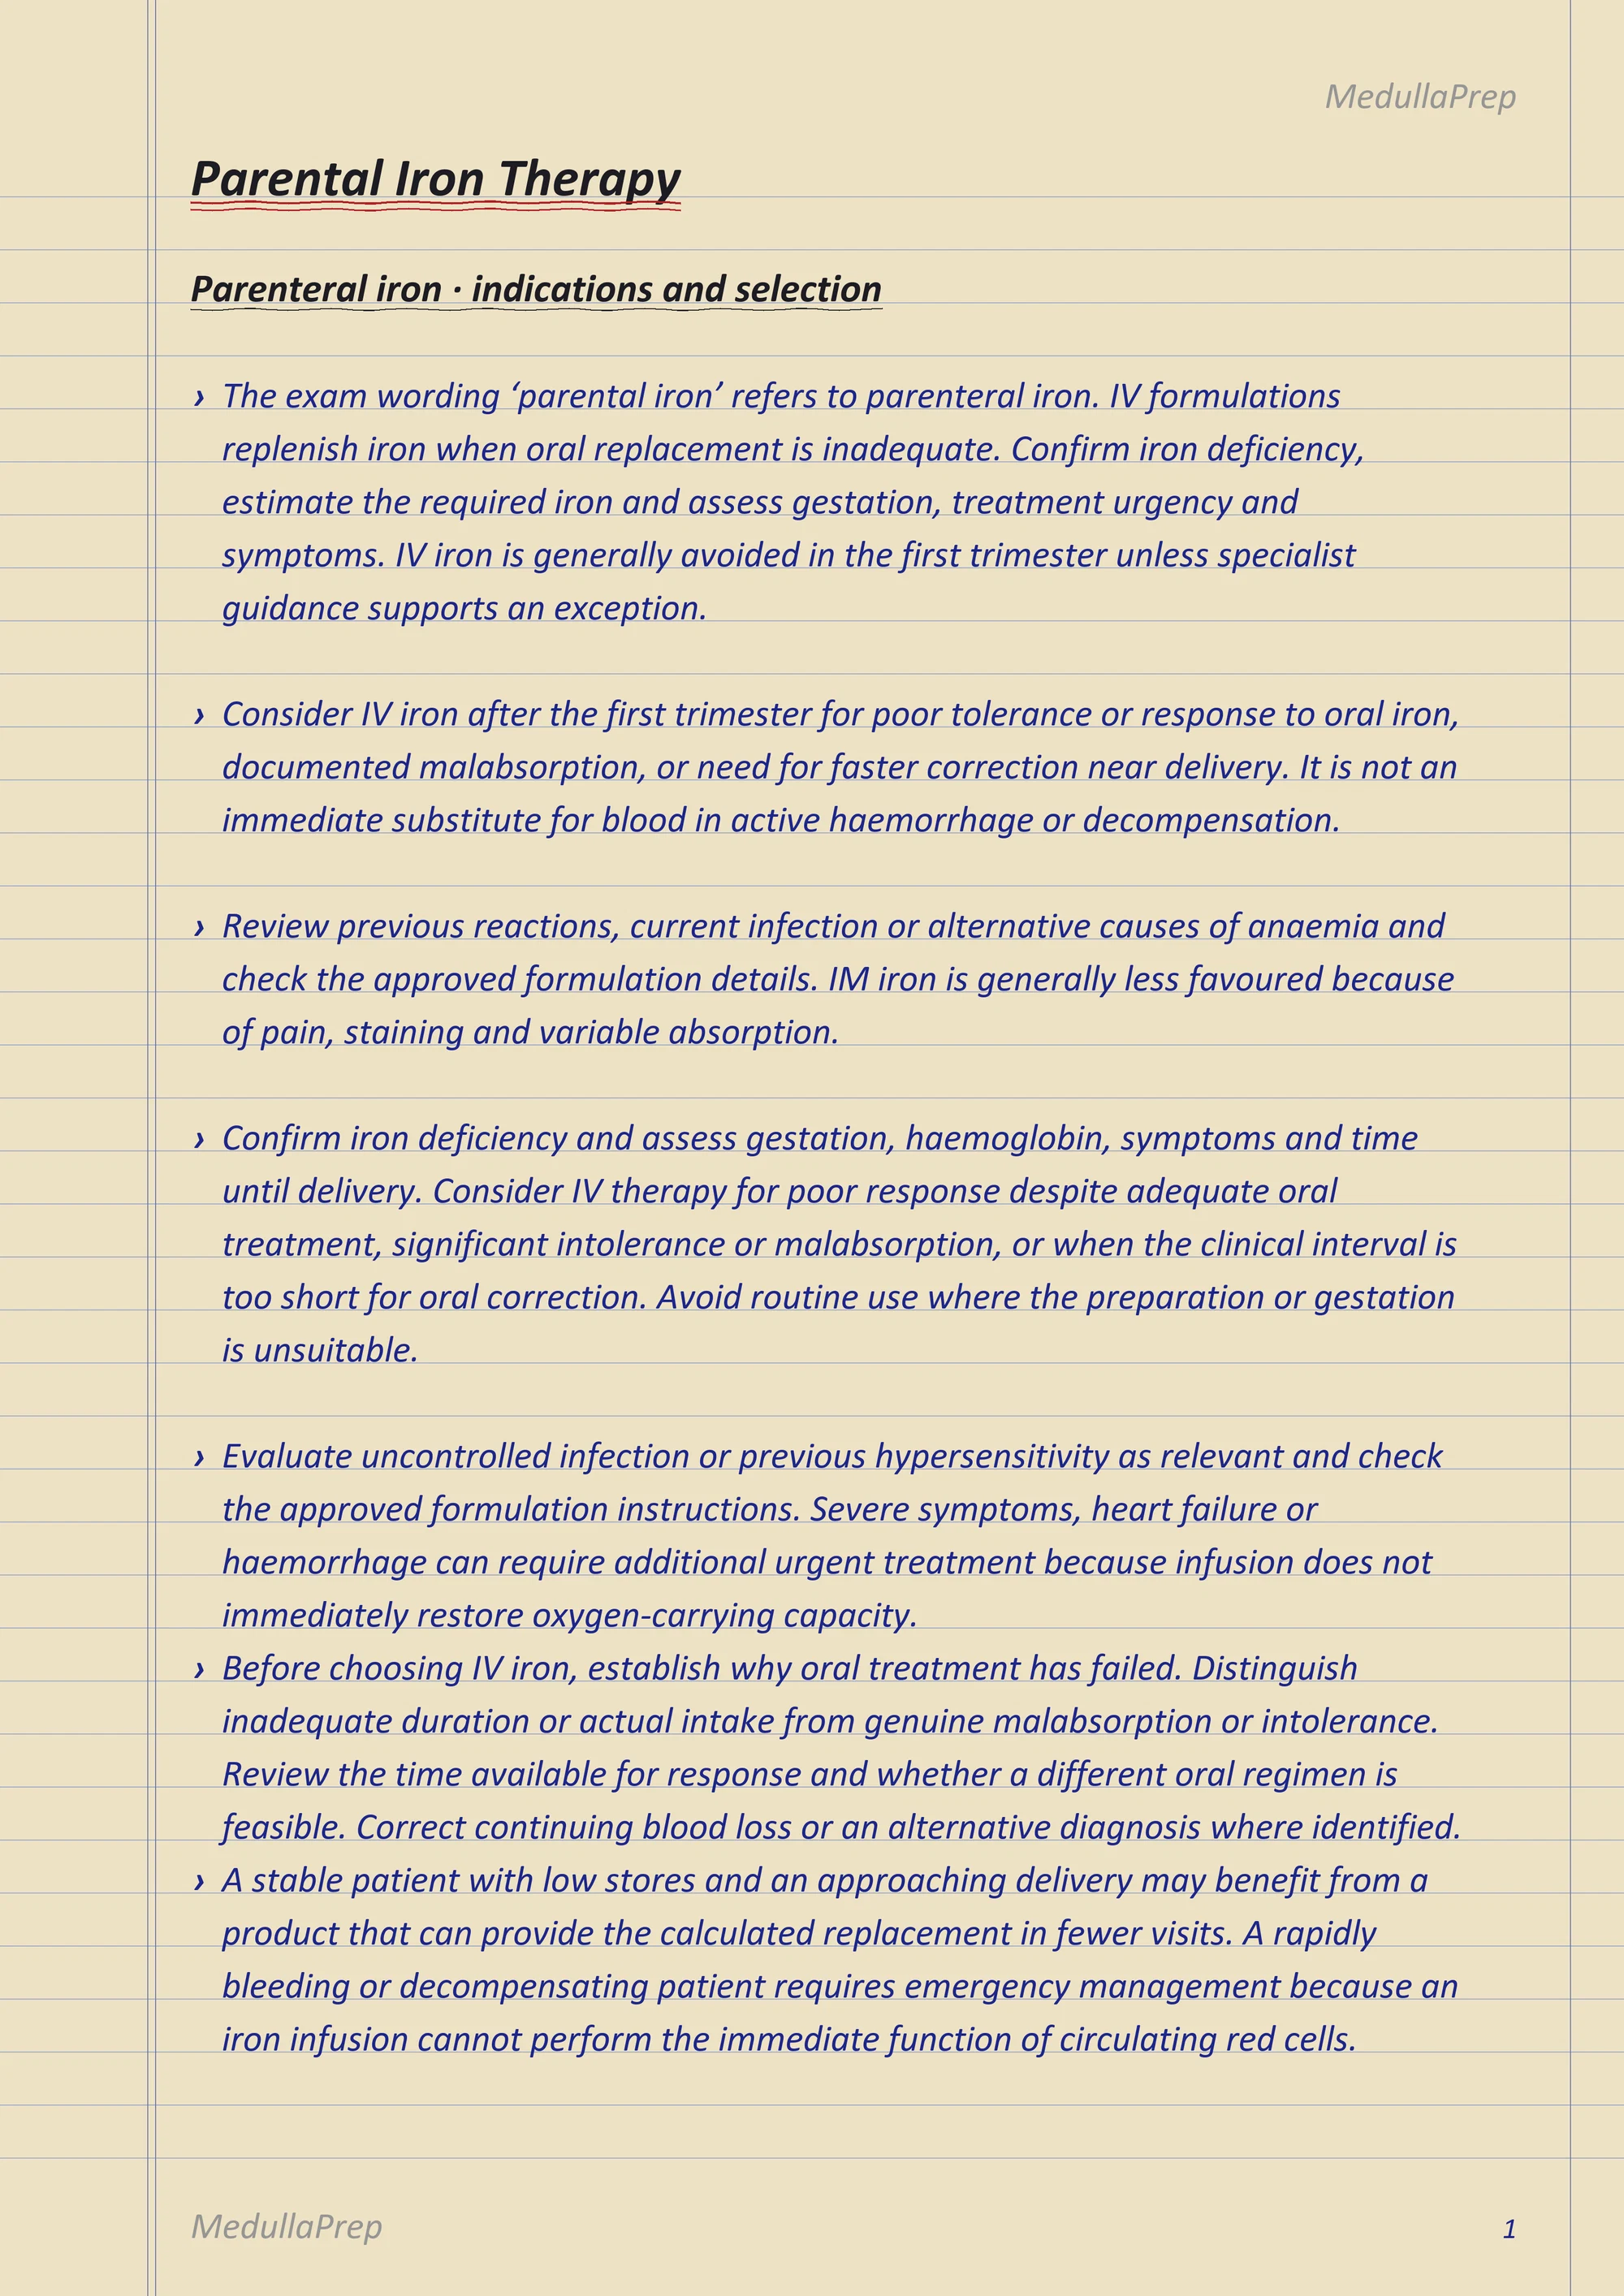 MedullaPrep
Parental Iron Therapy
Parenteral iron · indications and selection
› The exam wording ‘parental iron’ refers to parenteral iron. IV formulations
replenish iron when oral replacement is inadequate. Confirm iron deficiency,
estimate the required iron and assess gestation, treatment urgency and
symptoms. IV iron is generally avoided in the first trimester unless specialist
guidance supports an exception.
› Consider IV iron after the first trimester for poor tolerance or response to oral iron,
documented malabsorption, or need for faster correction near delivery. It is not an
immediate substitute for blood in active haemorrhage or decompensation.
› Review previous reactions, current infection or alternative causes of anaemia and
check the approved formulation details. IM iron is generally less favoured because
of pain, staining and variable absorption.
› Confirm iron deficiency and assess gestation, haemoglobin, symptoms and time
until delivery. Consider IV therapy for poor response despite adequate oral
treatment, significant intolerance or malabsorption, or when the clinical interval is
too short for oral correction. Avoid routine use where the preparation or gestation
is unsuitable.
› Evaluate uncontrolled infection or previous hypersensitivity as relevant and check
the approved formulation instructions. Severe symptoms, heart failure or
haemorrhage can require additional urgent treatment because infusion does not
immediately restore oxygen-carrying capacity.
› Before choosing IV iron, establish why oral treatment has failed. Distinguish
inadequate duration or actual intake from genuine malabsorption or intolerance.
Review the time available for response and whether a different oral regimen is
feasible. Correct continuing blood loss or an alternative diagnosis where identified.
› A stable patient with low stores and an approaching delivery may benefit from a
product that can provide the calculated replacement in fewer visits. A rapidly
bleeding or decompensating patient requires emergency management because an
iron infusion cannot perform the immediate function of circulating red cells.
MedullaPrep
1